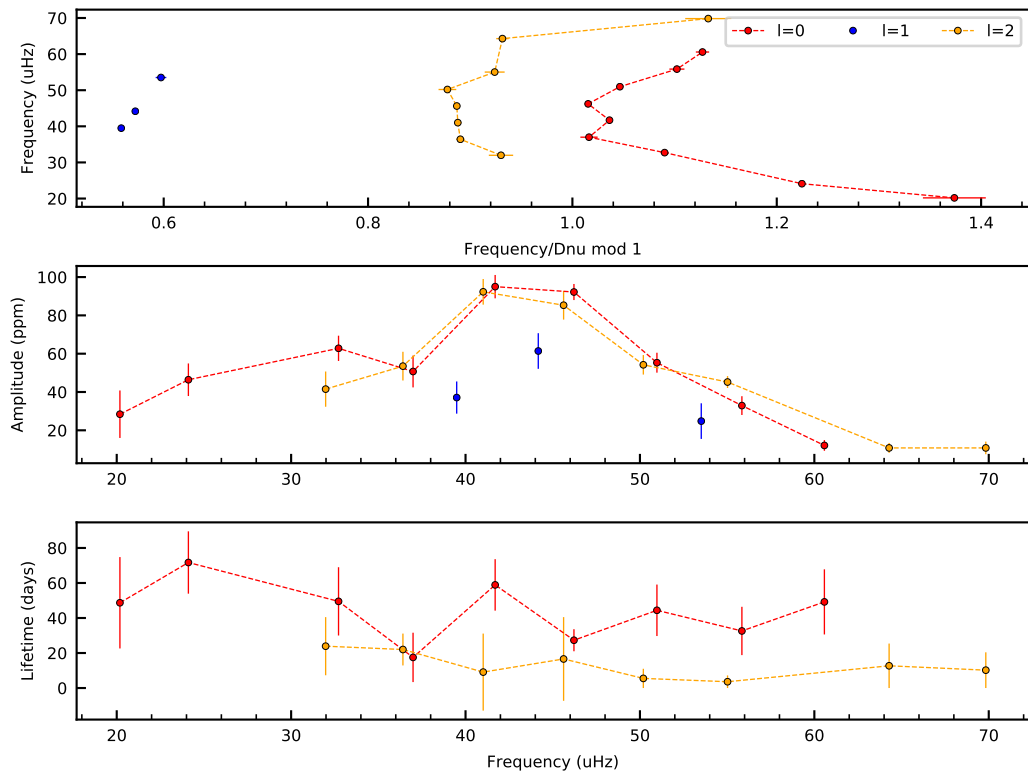 70
60
50
40
30
20
Frequency (uHz)
l=0 l=1 l=2
0.6 0.8 1.0 1.2 1.4
Frequency/Dnu mod 1
100
80
60
40
20
Amplitude (ppm)
20 30 40 50 60 70
80
60
40
20
0
Lifetime (days)
20 30 40 50 60 70
Frequency (uHz)